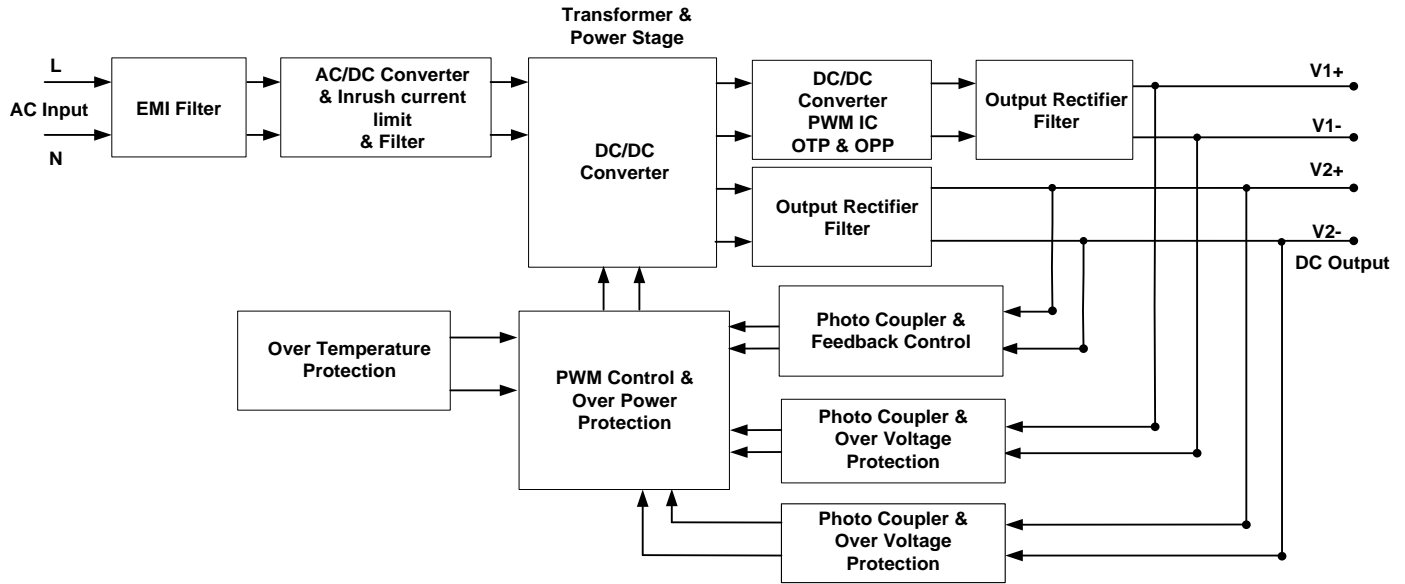 Transformer &
Power Stage
L
AC Input
N
EMI Filter
AC/DC Converter
& Inrush current
limit
& Filter
DC/DC
Converter
DC/DC
Converter
PWM IC
OTP & OPP
Output Rectifier
Filter
V1+
V1-
V2+
V2-
DC Output
Output Rectifier
Filter
Over Temperature
Protection
PWM Control &
Over Power
Protection
Photo Coupler &
Feedback Control
Photo Coupler &
Over Voltage
Protection
Photo Coupler &
Over Voltage
Protection